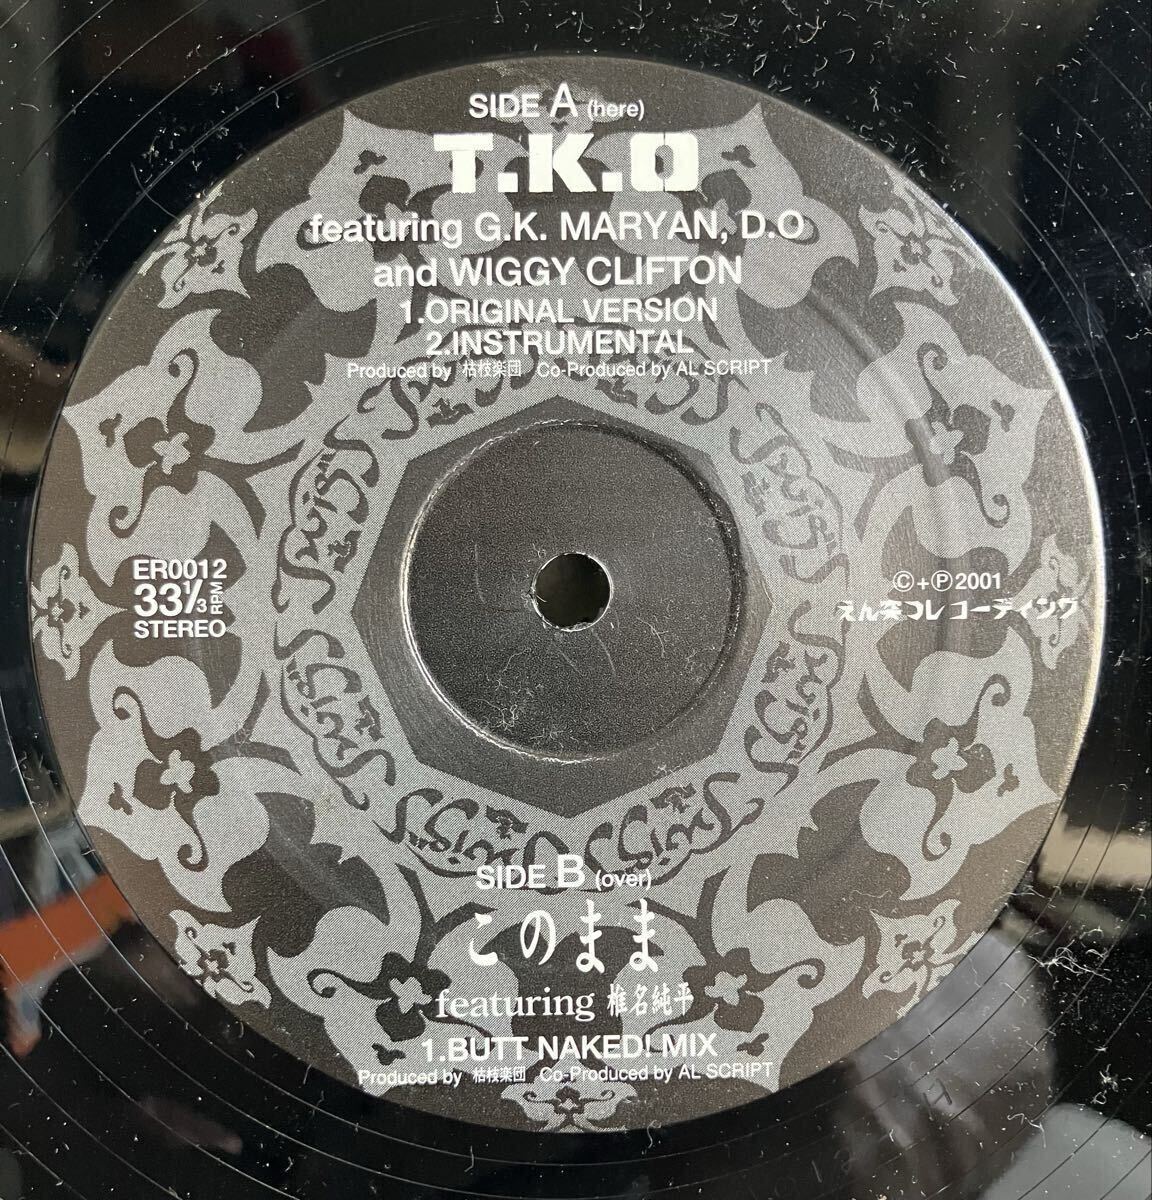 SIDE A (here)
T.K.O
featuring G.K. MARYAN, D.O
and WIGGY CLIFTON
1.ORIGINAL VERSION
2.INSTRUMENTAL
Produced by 枯枝楽団 Co-Produced by AL SCRIPT
ER0012
33 1/3 RPM
STEREO
©+℗2001
えん突つレコーディング
SIDE B (over)
このまま
featuring 椎名純平
1.BUTT NAKED! MIX
Produced by 枯枝楽団 Co-Produced by AL SCRIPT